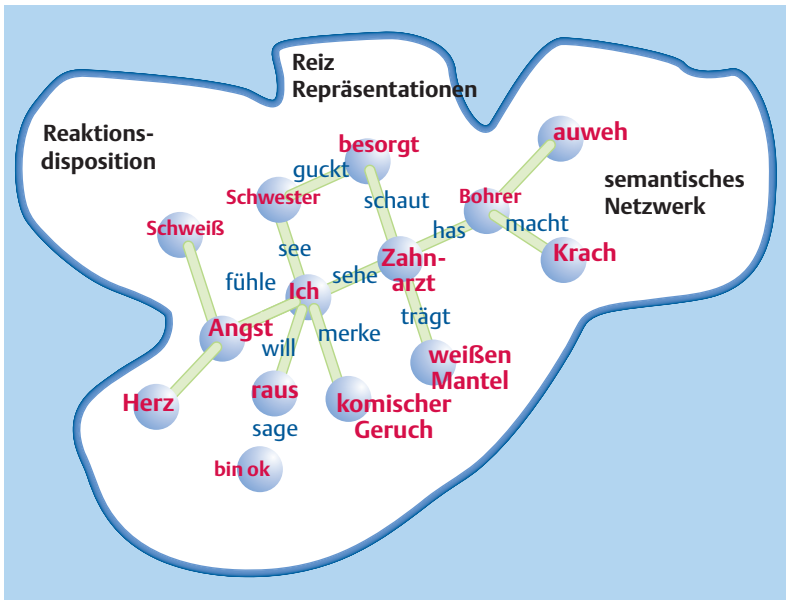 Reiz
Repräsentationen
Reaktions-
disposition
besorgt
auweh
guckt
Schwester
schaut
Bohrer
semantisches
Netzwerk
Schweiß
has
macht
see
Zahn-
arzt
Krach
fühle
Ich
sehe
Angst
will
merke
trägt
weißen
Mantel
Herz
raus
komischer
Geruch
sage
bin ok